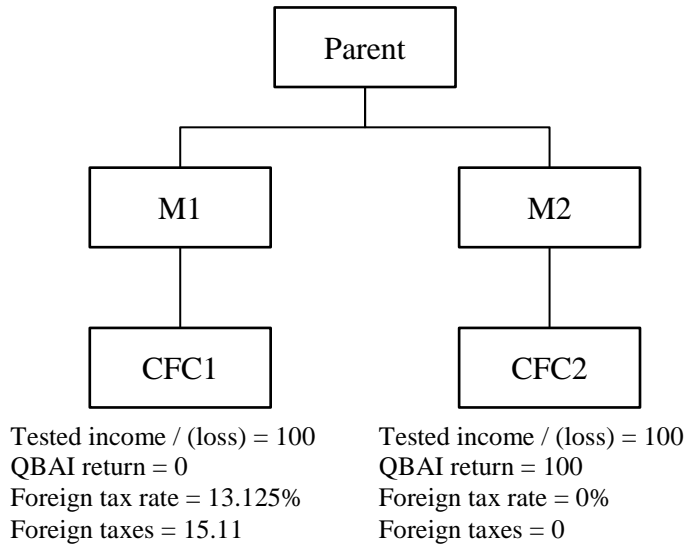 Parent
M1
M2
CFC1
CFC2
Tested income / (loss) = 100
QBAI return = 0
Foreign tax rate = 13.125%
Foreign taxes = 15.11
Tested income / (loss) = 100
QBAI return = 100
Foreign tax rate = 0%
Foreign taxes = 0